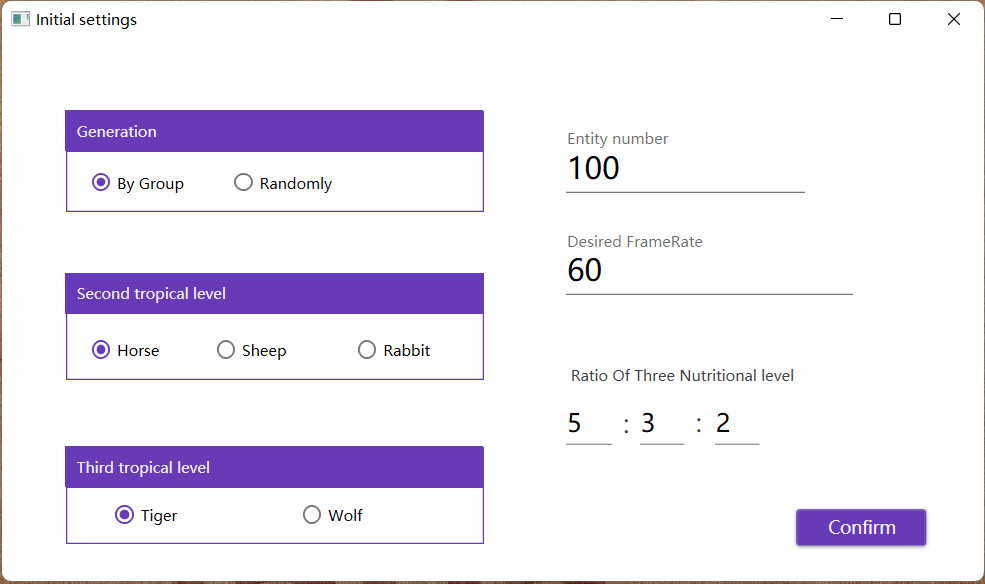 Initial settings
Generation
By Group Randomly
Second tropical level
Horse Sheep Rabbit
Third tropical level
Tiger Wolf
Entity number
100
Desired FrameRate
60
Ratio Of Three Nutritional level
5 : 3 : 2
Confirm